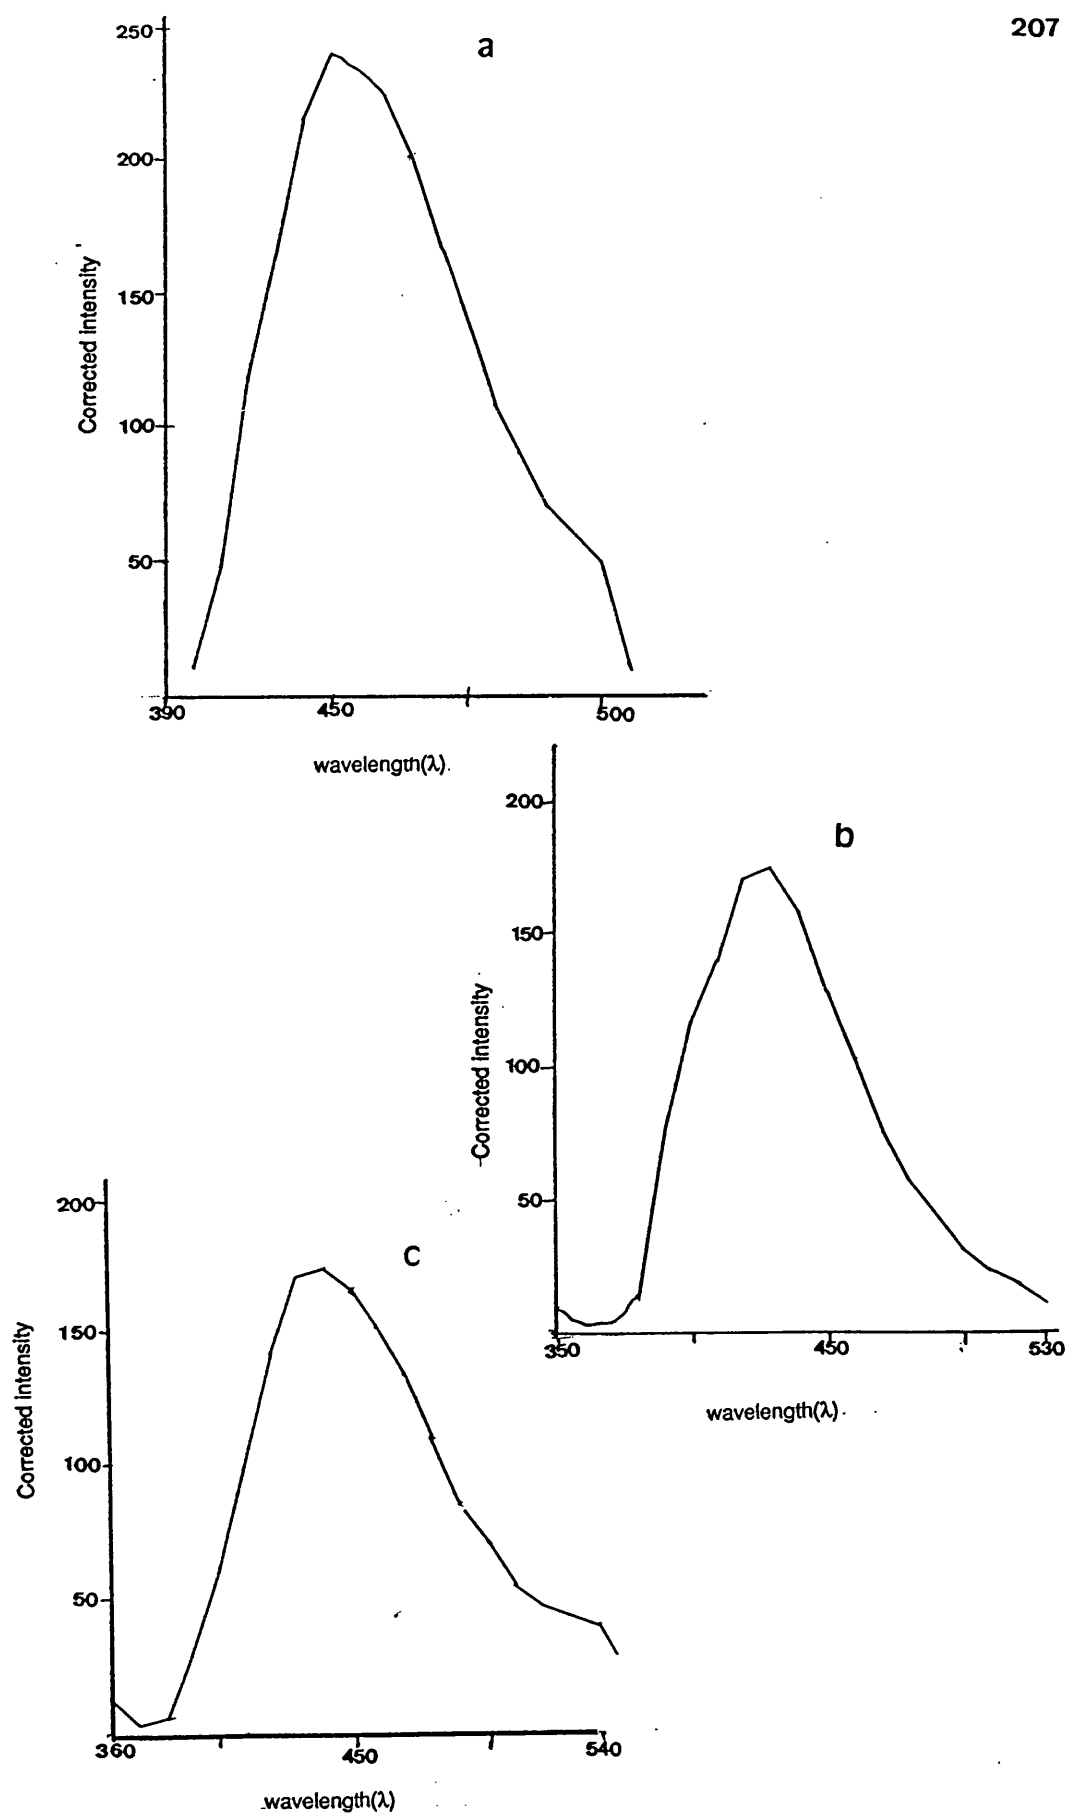 207
a
250
200
150
100
50
Corrected intensity
390 450 500
wavelength(λ).
b
200
150
100
50
Corrected intensity
350 450 530
wavelength(λ).
c
200
150
100
50
Corrected intensity
360 450 540
wavelength(λ)